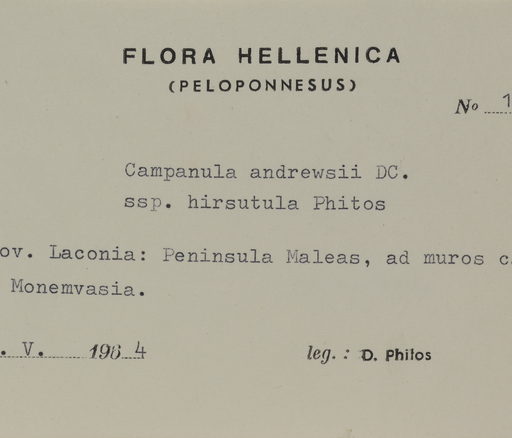 FLORA HELLENICA
(PELOPONNESUS)
No 1
Campanula andrewsii DC.
ssp. hirsutula Phitos
ov. Laconia: Peninsula Maleas, ad muros c
Monemvasia.
. V. 1964
leg. : D. Phitos